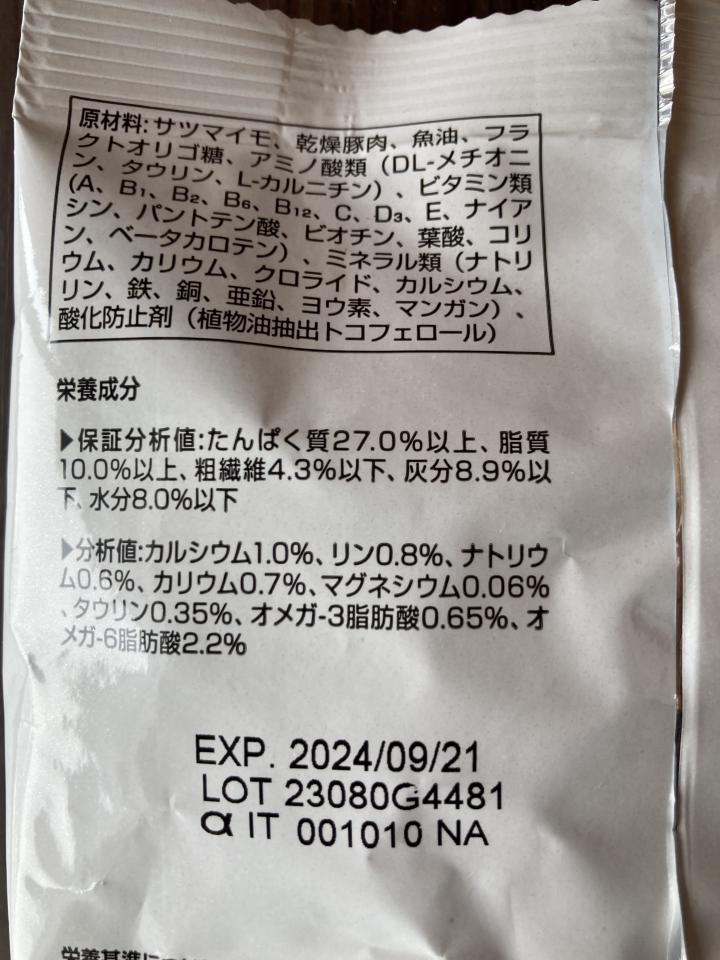 原材料:サツマイモ、乾燥豚肉、魚油、フラ
クトオリゴ糖、アミノ酸類（DL-メチオニ
ン、タウリン、L-カルニチン）、ビタミン類
(A、B₁、B₂、B₆、B₁₂、C、D₃、E、ナイア
シン、パントテン酸、ビオチン、葉酸、コリ
ン、ベータカロテン）、ミネラル類（ナトリ
ウム、カリウム、クロライド、カルシウム、
リン、鉄、銅、亜鉛、ヨウ素、マンガン）、
酸化防止剤（植物油抽出トコフェロール）
栄養成分
▶保証分析値:たんぱく質27.0%以上、脂質
10.0%以上、粗繊維4.3%以下、灰分8.9%以
下、水分8.0%以下
▶分析値:カルシウム1.0%、リン0.8%、ナトリウ
ム0.6%、カリウム0.7%、マグネシウム0.06%
、タウリン0.35%、オメガ-3脂肪酸0.65%、オ
メガ-6脂肪酸2.2%
EXP. 2024/09/21
LOT 23080G4481
α IT 001010 NA
栄養基準に